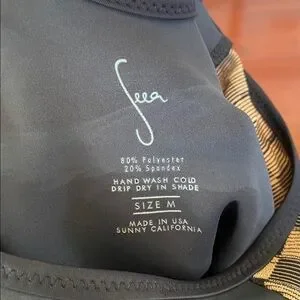 Seea
80% Polyester
20% Spandex
HAND WASH COLD
DRIP DRY IN SHADE
SIZE M
MADE IN USA
SUNNY CALIFORNIA